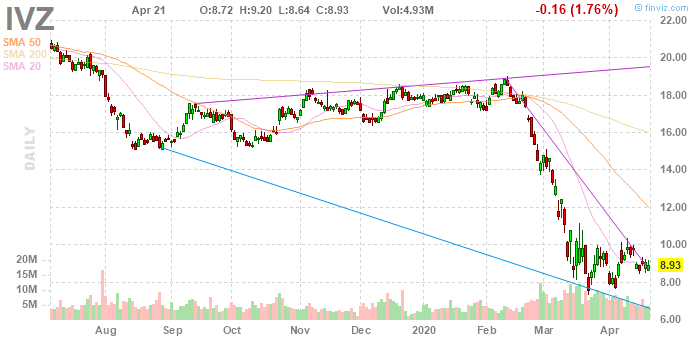 IVZ Apr 21 O:8.72 H:9.20 L:8.64 C:8.93 Vol:4.93M -0.16 (1.76%) © finviz.com
SMA 50
SMA 200
SMA 20
DAILY
22.00
20.00
18.00
16.00
14.00
12.00
10.00
8.93
8.00
6.00
20M
15M
10M
5M
Aug Sep Oct Nov Dec 2020 Feb Mar Apr